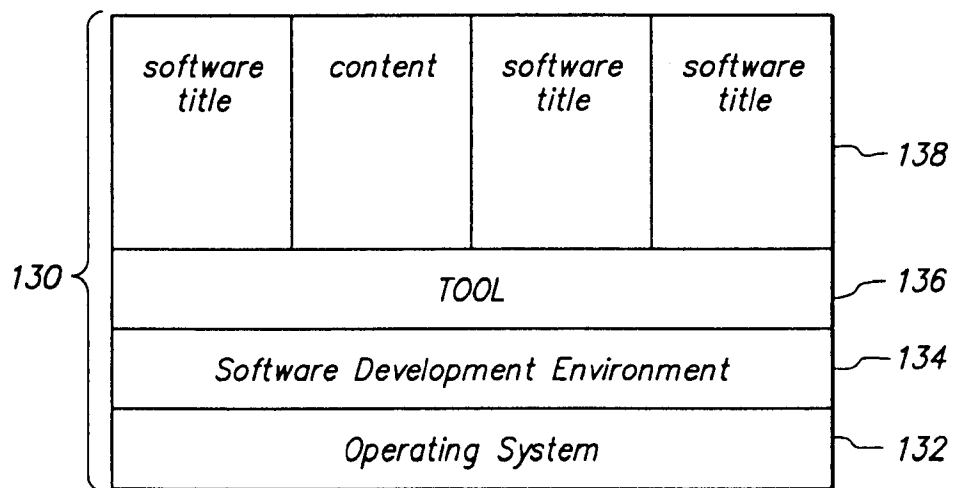 software title
content
software title
software title
138
130
TOOL
136
Software Development Environment
134
Operating System
132